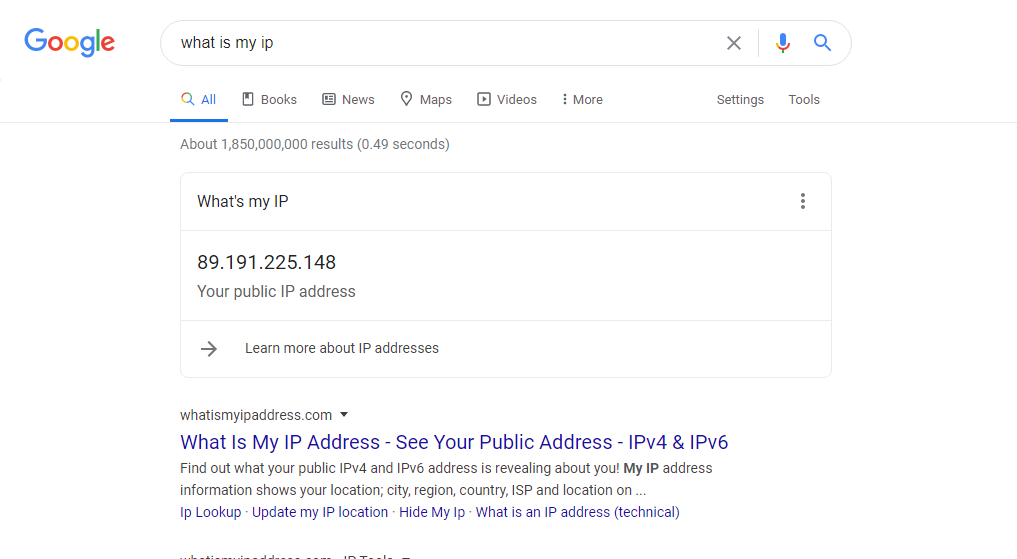 Google
what is my ip
All Books News Maps Videos More Settings Tools
About 1,850,000,000 results (0.49 seconds)
What's my IP
89.191.225.148
Your public IP address
Learn more about IP addresses
whatismyipaddress.com
What Is My IP Address - See Your Public Address - IPv4 & IPv6
Find out what your public IPv4 and IPv6 address is revealing about you! My IP address
information shows your location; city, region, country, ISP and location on ...
Ip Lookup · Update my IP location · Hide My Ip · What is an IP address (technical)
whatismyipaddress.com › IP Tools